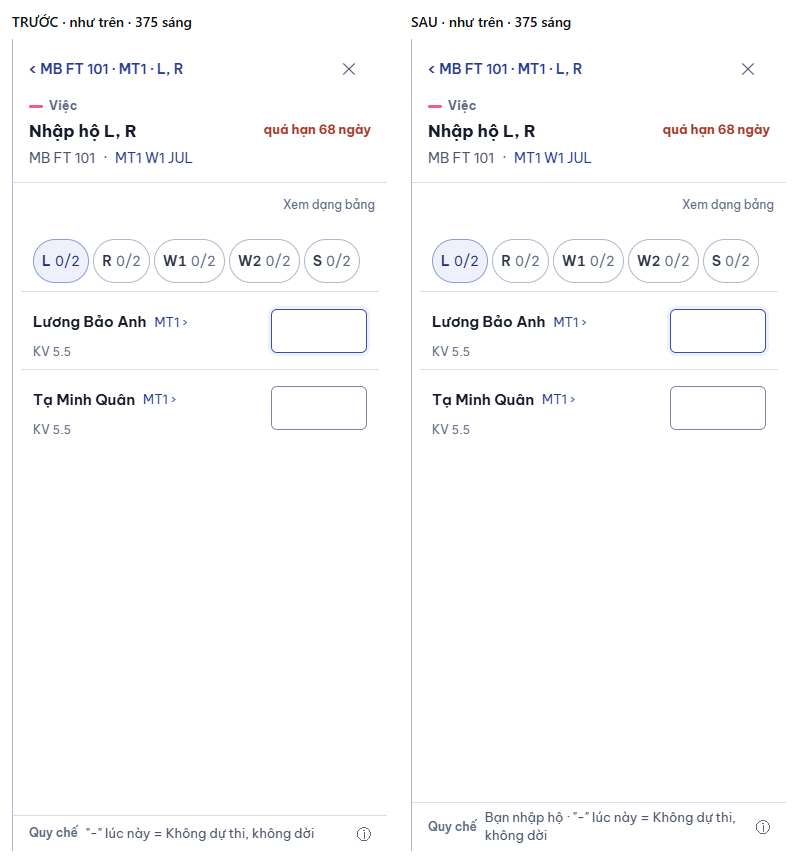 TRƯỚC · như trên · 375 sáng
‹ MB FT 101 · MT1 · L, R
Việc
Nhập hộ L, R
quá hạn 68 ngày
MB FT 101 · MT1 W1 JUL
Xem dạng bảng
L 0/2 R 0/2 W1 0/2 W2 0/2 S 0/2
Lương Bảo Anh MT1 ›
KV 5.5
Tạ Minh Quân MT1 ›
KV 5.5
Quy chế "-" lúc này = Không dự thi, không dời
SAU · như trên · 375 sáng
‹ MB FT 101 · MT1 · L, R
Việc
Nhập hộ L, R
quá hạn 68 ngày
MB FT 101 · MT1 W1 JUL
Xem dạng bảng
L 0/2 R 0/2 W1 0/2 W2 0/2 S 0/2
Lương Bảo Anh MT1 ›
KV 5.5
Tạ Minh Quân MT1 ›
KV 5.5
Quy chế Bạn nhập hộ · "-" lúc này = Không dự thi,
không dời